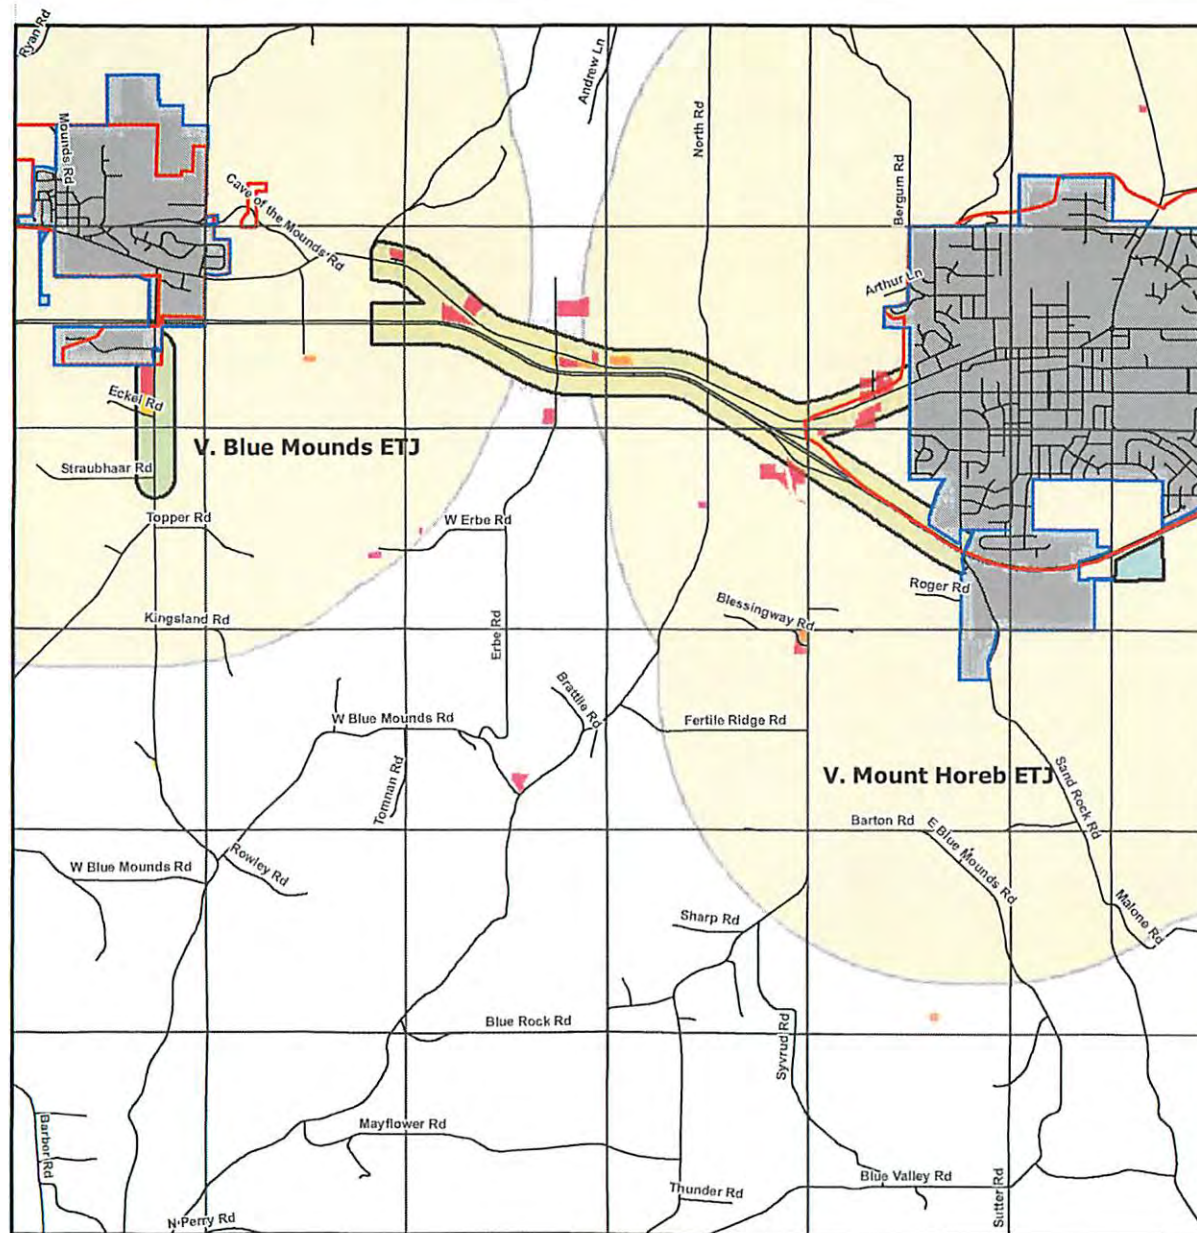 Ryan Rd
Andrew Ln
Mounds Rd
North Rd
Bergum Rd
Cave of the Mounds Rd
Arthur Ln
Eckel Rd
V. Blue Mounds ETJ
Straubhaar Rd
Topper Rd
W Erbe Rd
Roger Rd
Blessingway Rd
Kingsland Rd
Erbe Rd
Brattlie Rd
W Blue Mounds Rd
Fertile Ridge Rd
Tomnan Rd
V. Mount Horeb ETJ
Sand Rock Rd
Barton Rd
E Blue Mounds Rd
W Blue Mounds Rd
Rowley Rd
Sharp Rd
Malone Rd
Blue Rock Rd
Syvrud Rd
Mayflower Rd
Barbor Rd
Blue Valley Rd
Thunder Rd
Sutter Rd
N Perry Rd